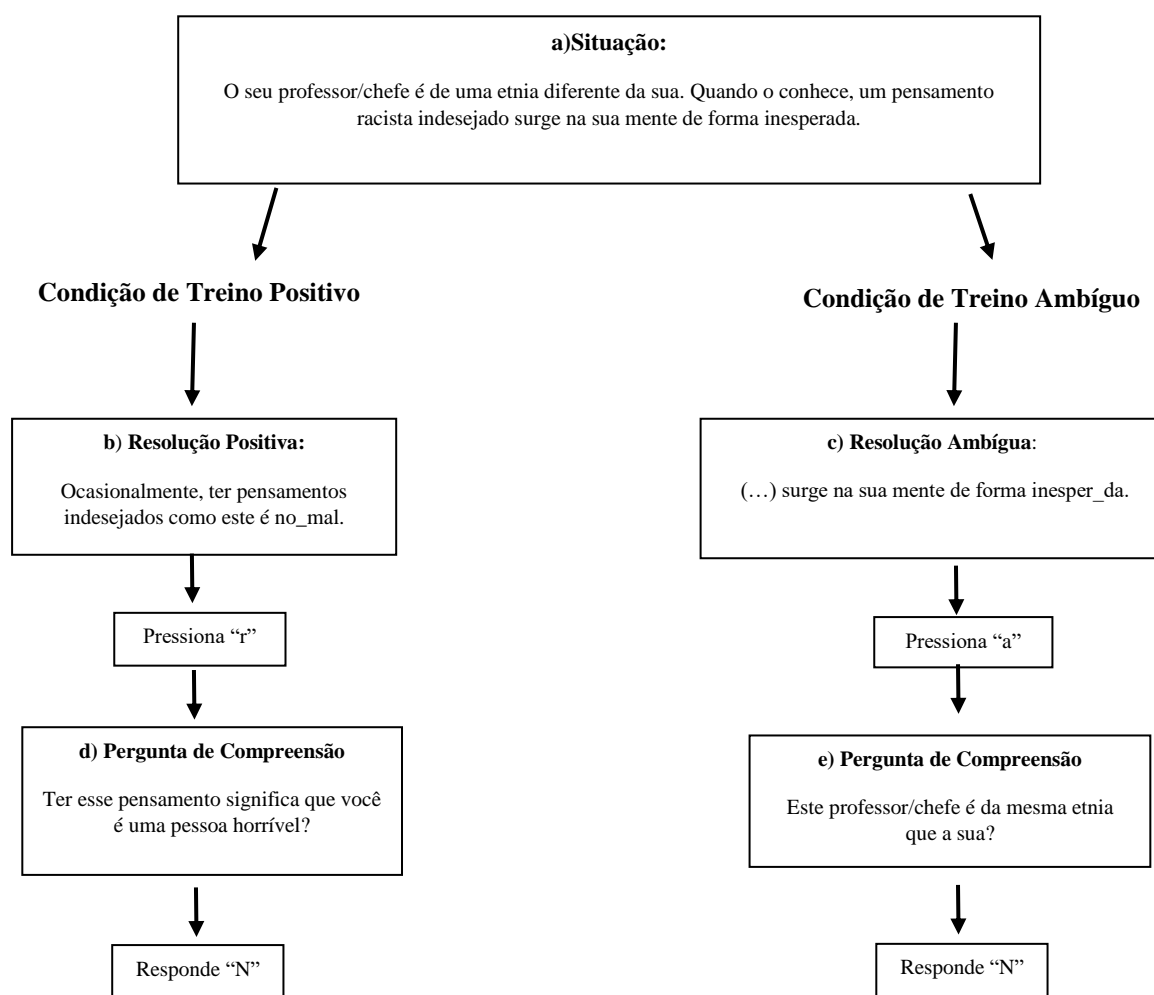 a)Situação:
O seu professor/chefe é de uma etnia diferente da sua. Quando o conhece, um pensamento
racista indesejado surge na sua mente de forma inesperada.
Condição de Treino Positivo
Condição de Treino Ambíguo
b) Resolução Positiva:
Ocasionalmente, ter pensamentos
indesejados como este é no_mal.
c) Resolução Ambígua:
(…) surge na sua mente de forma inesper_da.
Pressiona “r”
Pressiona “a”
d) Pergunta de Compreensão
Ter esse pensamento significa que você
é uma pessoa horrível?
e) Pergunta de Compreensão
Este professor/chefe é da mesma etnia
que a sua?
Responde “N”
Responde “N”